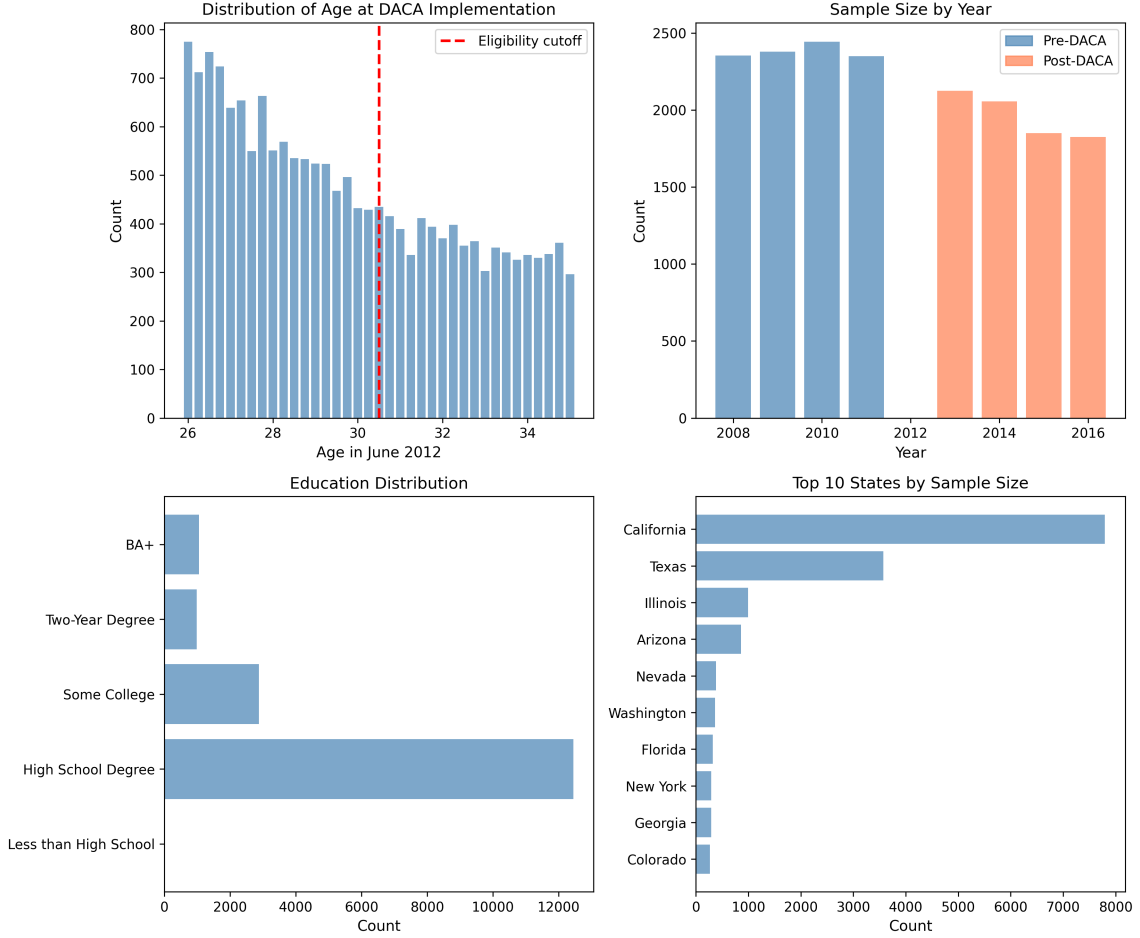 Distribution of Age at DACA Implementation
Eligibility cutoff
Count
800
700
600
500
400
300
200
100
0
26 28 30 32 34
Age in June 2012
Sample Size by Year
Pre-DACA
Post-DACA
Count
2500
2000
1500
1000
500
0
2008 2010 2012 2014 2016
Year
Education Distribution
BA+
Two-Year Degree
Some College
High School Degree
Less than High School
0 2000 4000 6000 8000 10000 12000
Count
Top 10 States by Sample Size
California
Texas
Illinois
Arizona
Nevada
Washington
Florida
New York
Georgia
Colorado
0 1000 2000 3000 4000 5000 6000 7000 8000
Count